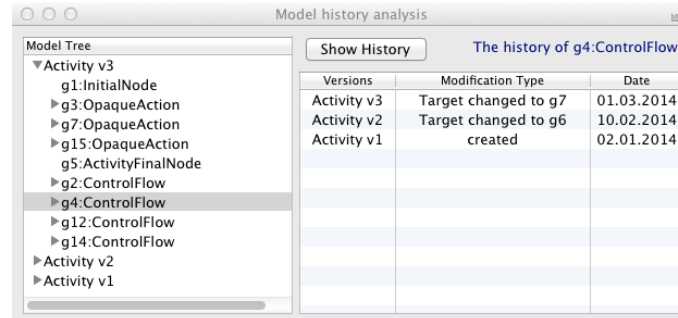 Model history analysis
Model Tree
Activity v3
g1:InitialNode
g3:OpaqueAction
g7:OpaqueAction
g15:OpaqueAction
g5:ActivityFinalNode
g2:ControlFlow
g4:ControlFlow
g12:ControlFlow
g14:ControlFlow
Activity v2
Activity v1
Show History The history of g4:ControlFlow
Versions Modification Type Date
Activity v3 Target changed to g7 01.03.2014
Activity v2 Target changed to g6 10.02.2014
Activity v1 created 02.01.2014